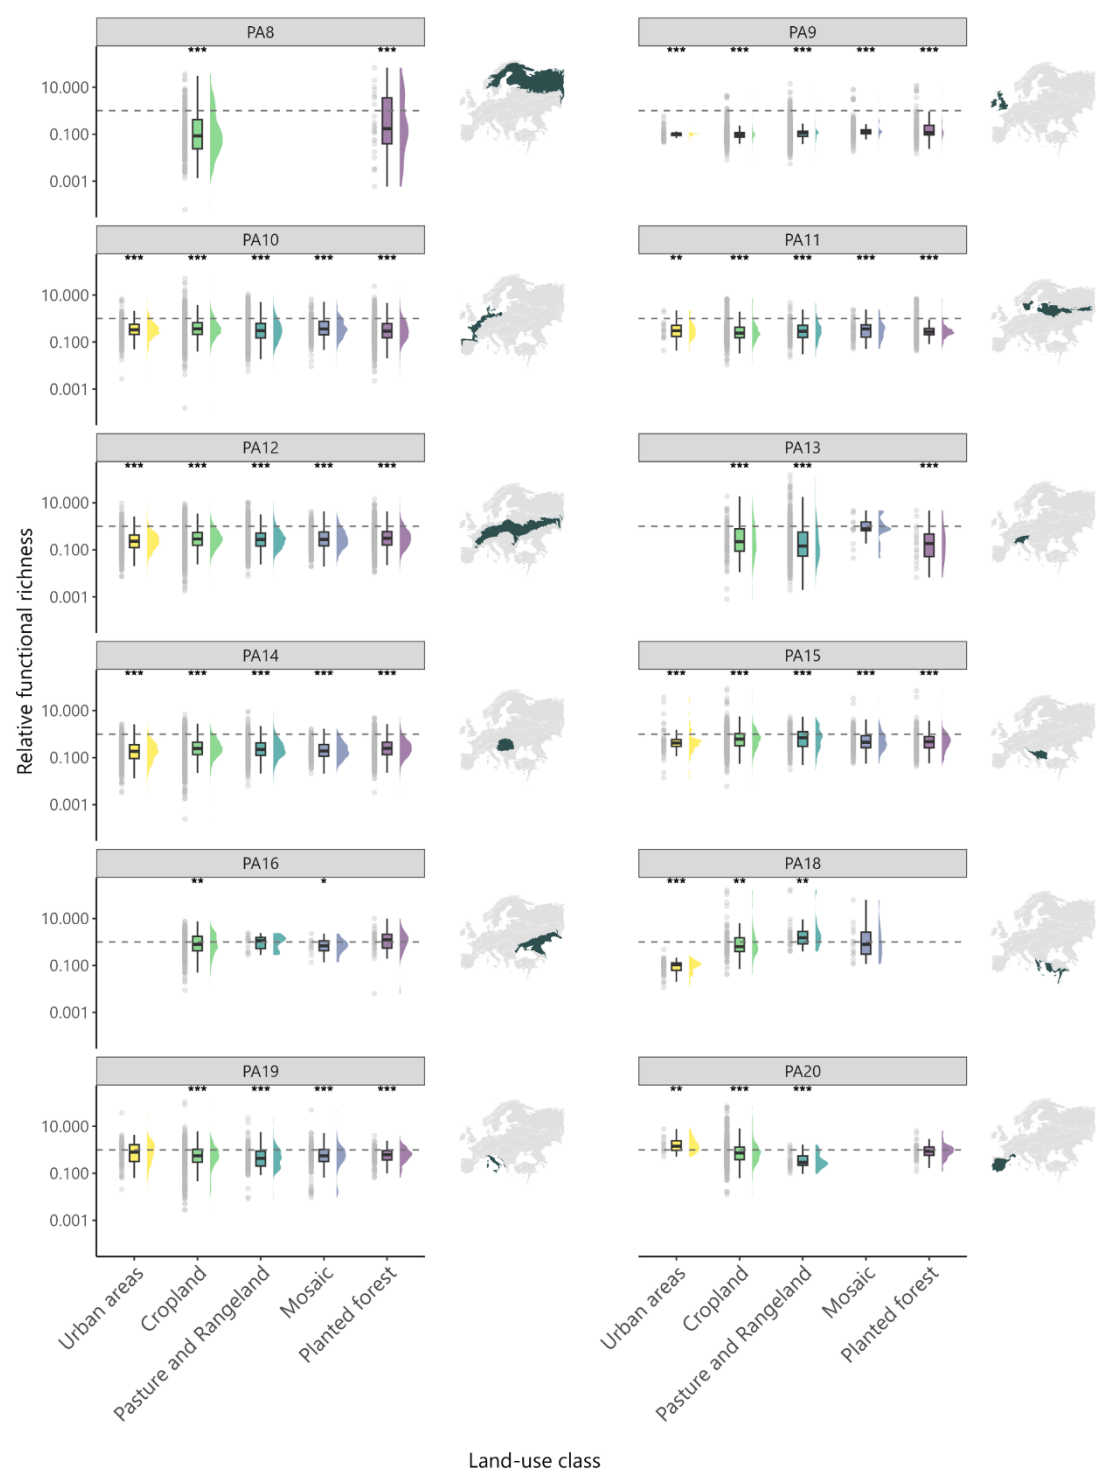 PA8
PA9
*** ***
*** *** *** *** ***
10.000
0.100
0.001
PA10
PA11
*** *** *** *** ***
** *** *** *** ***
10.000
0.100
0.001
PA12
PA13
*** *** *** *** ***
*** *** ***
10.000
0.100
0.001
Relative functional richness
PA14
PA15
*** *** *** *** ***
*** *** *** *** ***
10.000
0.100
0.001
PA16
PA18
** *
*** ** **
10.000
0.100
0.001
PA19
PA20
*** *** *** ***
** *** ***
10.000
0.100
0.001
Urban areas
Cropland
Pasture and Rangeland
Mosaic
Planted forest
Urban areas
Cropland
Pasture and Rangeland
Mosaic
Planted forest
Land-use class